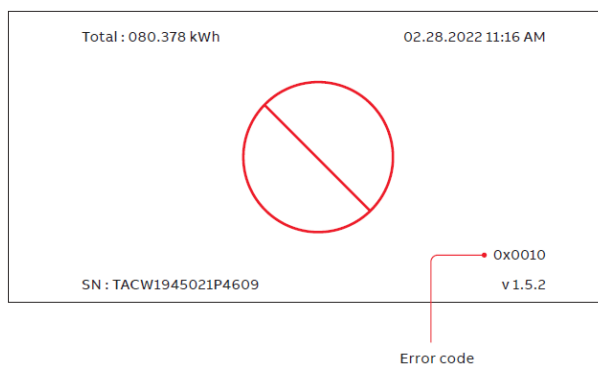 Total : 080.378 kWh
02.28.2022 11:16 AM
0x0010
SN : TACW1945021P4609
v 1.5.2
Error code